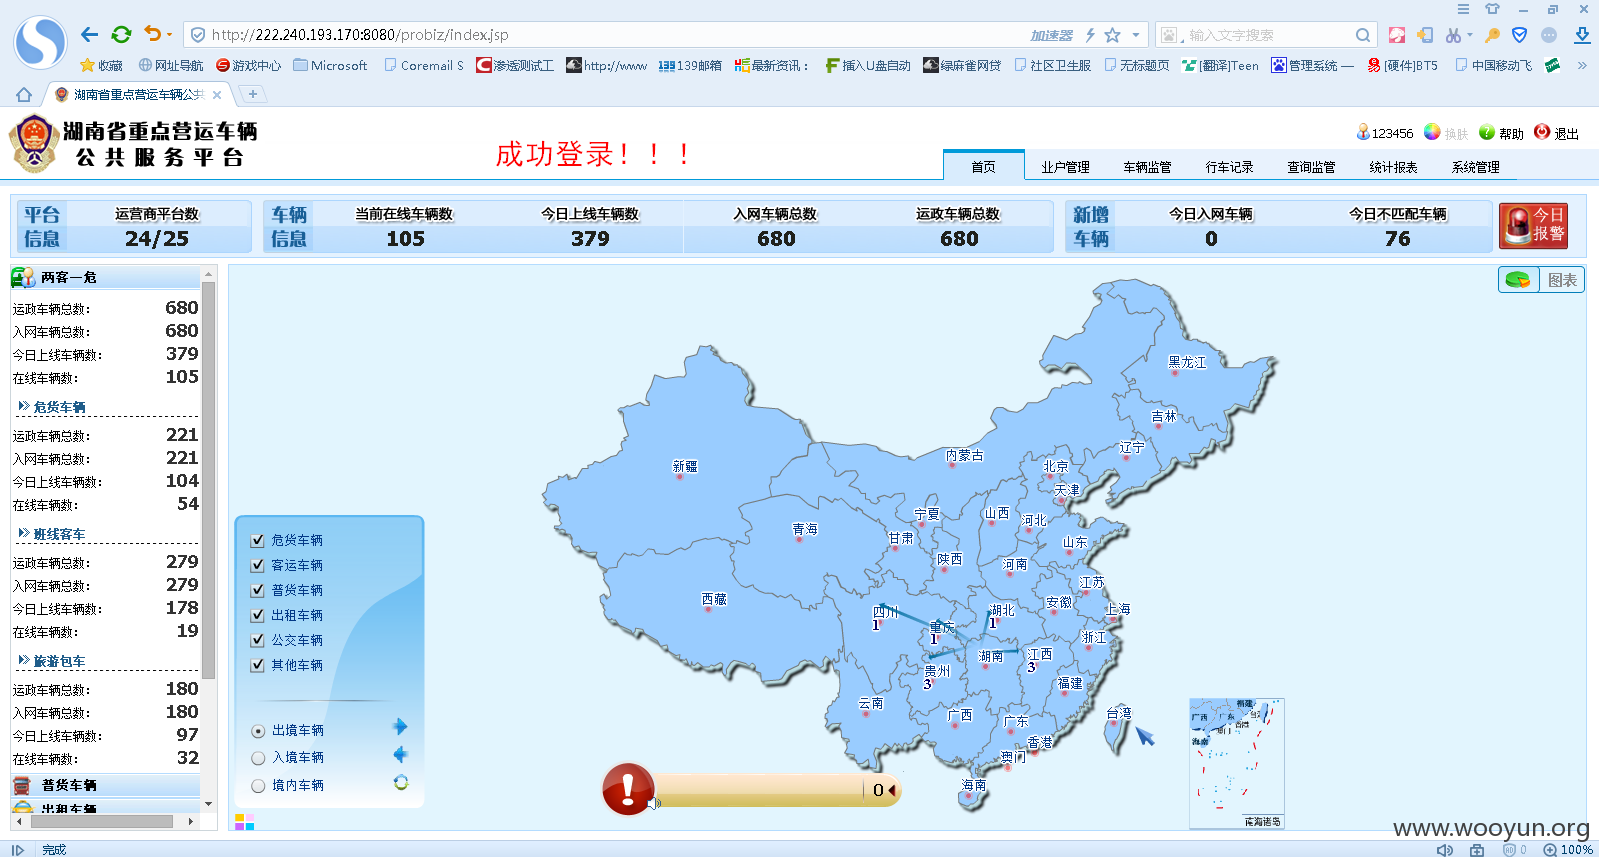 http://222.240.193.170:8080/probiz/index.jsp
加速器
输入文字搜索
收藏 网址导航 游戏中心 Microsoft Coremail S 渗透测试工 http://www 139邮箱 最新资讯： 插入U盘自动 绿麻雀网贷 社区卫生服 无标题页 [翻译]Teen 管理系统 — [硬件]BT5 中国移动飞
湖南省重点营运车辆公共
湖南省重点营运车辆
公共服务平台
成功登录！！！
123456 换肤 帮助 退出
首页 业户管理 车辆监管 行车记录 查询监管 统计报表 系统管理
平台信息
运营商平台数
24/25
车辆信息
当前在线车辆数
105
今日上线车辆数
379
入网车辆总数
680
运政车辆总数
680
新增车辆
今日入网车辆
0
今日不匹配车辆
76
今日报警
两客一危
运政车辆总数： 680
入网车辆总数： 680
今日上线车辆数： 379
在线车辆数： 105
危货车辆
运政车辆总数： 221
入网车辆总数： 221
今日上线车辆数： 104
在线车辆数： 54
班线客车
运政车辆总数： 279
入网车辆总数： 279
今日上线车辆数： 178
在线车辆数： 19
旅游包车
运政车辆总数： 180
入网车辆总数： 180
今日上线车辆数： 97
在线车辆数： 32
普货车辆
出租车辆
图表
危货车辆
客运车辆
普货车辆
出租车辆
公交车辆
其他车辆
出境车辆
入境车辆
境内车辆
黑龙江
吉林
辽宁
内蒙古
北京
天津
新疆
宁夏
山西
河北
青海
甘肃
山东
陕西
河南
江苏
西藏
安徽
上海
四川
1
湖北
1
重庆
1
浙江
湖南
江西
3
贵州
3
福建
云南
广西
广东
台湾
香港
澳门
海南
0
福建
广西
广东
台湾
香港
澳门
海南
南海诸岛
www.wooyun.org
完成
0
100%